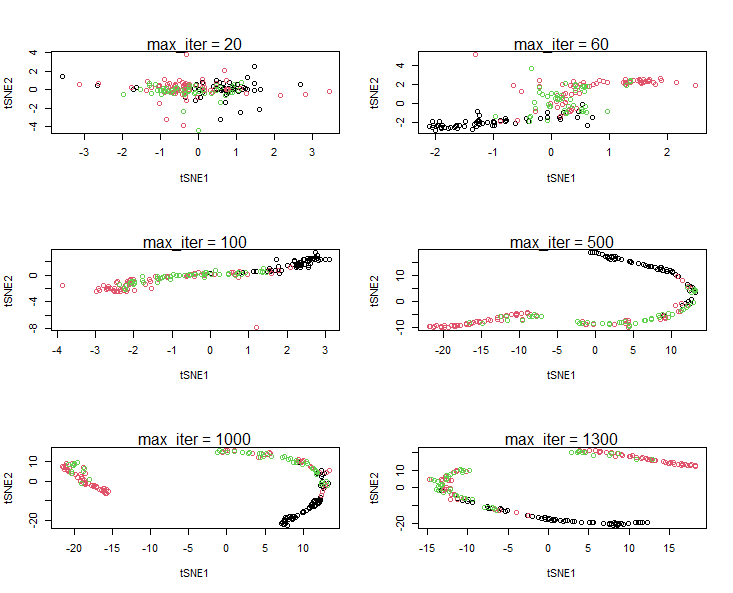 max_iter = 20
tSNE2
-4 -2 0 2 4
-3 -2 -1 0 1 2 3
tSNE1
max_iter = 60
tSNE2
-2 0 2 4
-2 -1 0 1 2
tSNE1
max_iter = 100
tSNE2
-8 -4 0
-4 -3 -2 -1 0 1 2 3
tSNE1
max_iter = 500
tSNE2
-10 0 5 15
-20 -15 -10 -5 0 5 10
tSNE1
max_iter = 1000
tSNE2
-20 0 10
-20 -15 -10 -5 0 5 10
tSNE1
max_iter = 1300
tSNE2
-20 0 10
-15 -10 -5 0 5 10 15
tSNE1